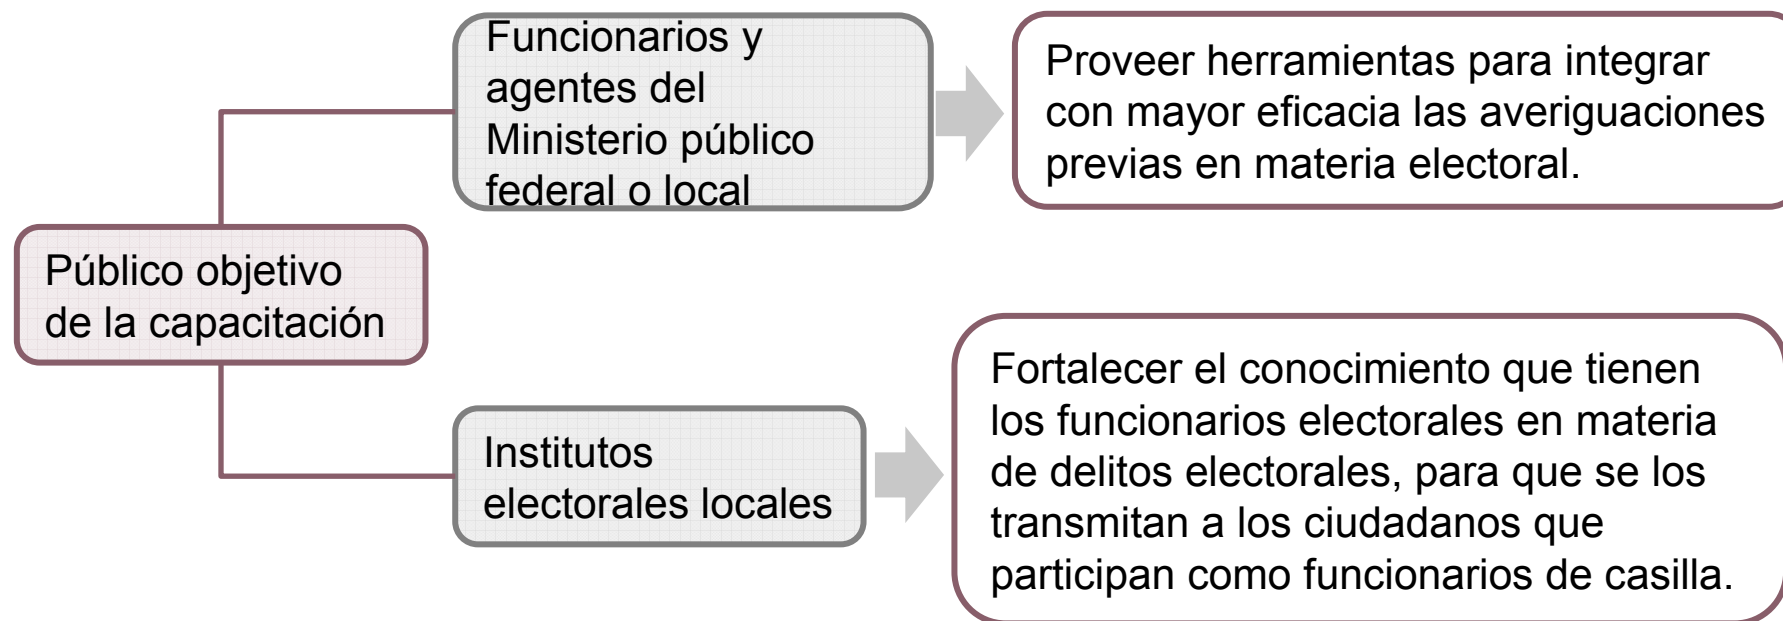 Funcionarios y
agentes del
Ministerio público
federal o local
Proveer herramientas para integrar
con mayor eficacia las averiguaciones
previas en materia electoral.
Público objetivo
de la capacitación
Institutos
electorales locales
Fortalecer el conocimiento que tienen
los funcionarios electorales en materia
de delitos electorales, para que se los
transmitan a los ciudadanos que
participan como funcionarios de casilla.